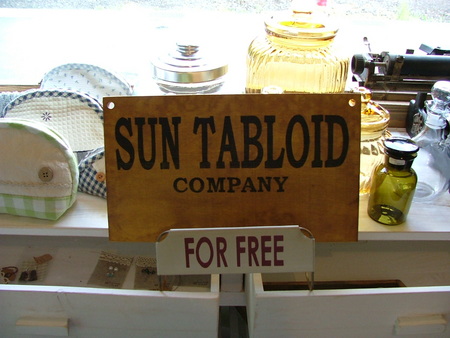 SUN TABLOID
COMPANY
FOR FREE